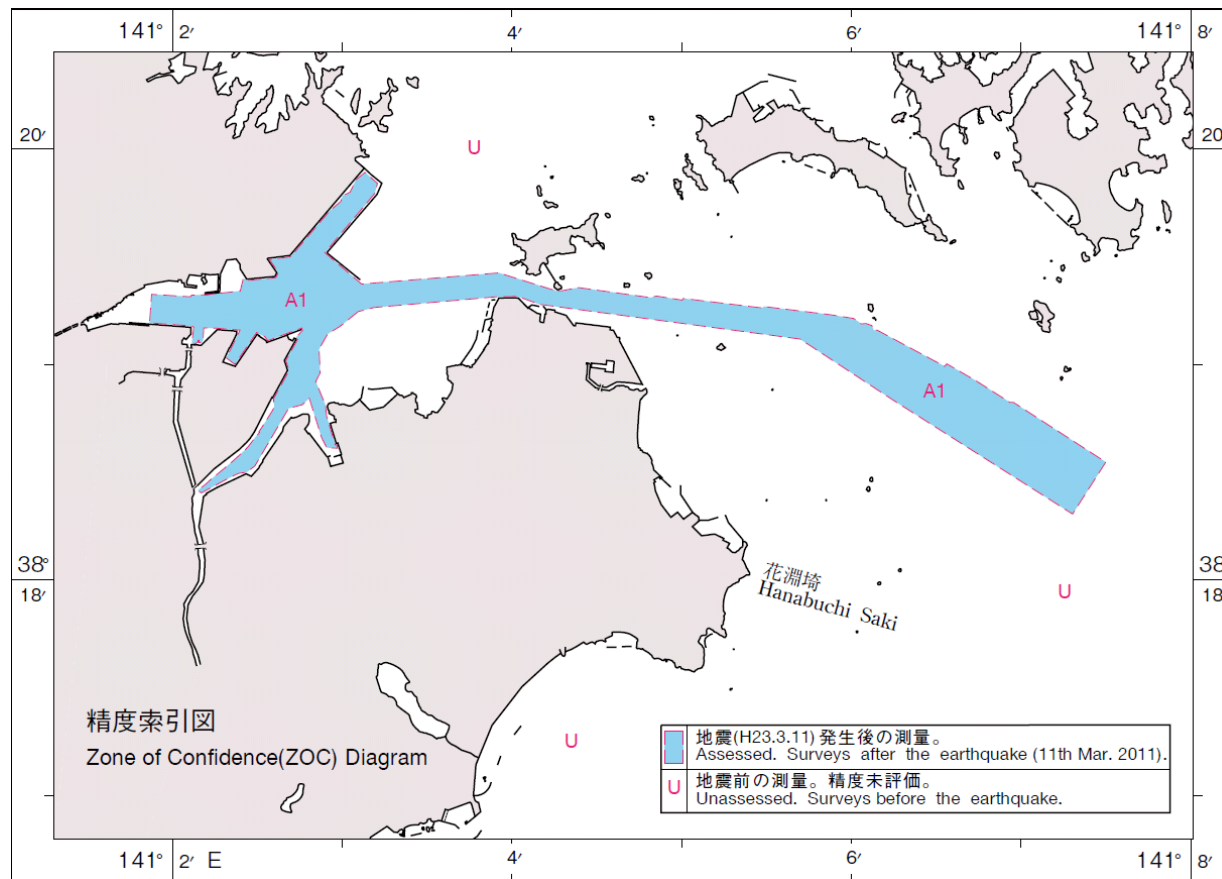 141° 2′ 4′ 6′ 141° 8′
20′ 20′
U
A1
A1
38° 38
18′ 18
花淵埼
Hanabuchi Saki
U
精度索引図
Zone of Confidence(ZOC) Diagram
U
地震(H23.3.11)発生後の測量。
Assessed. Surveys after the earthquake (11th Mar. 2011).
U 地震前の測量。精度未評価。
Unassessed. Surveys before the earthquake.
141° 2′ E 4′ 6′ 141° 8′